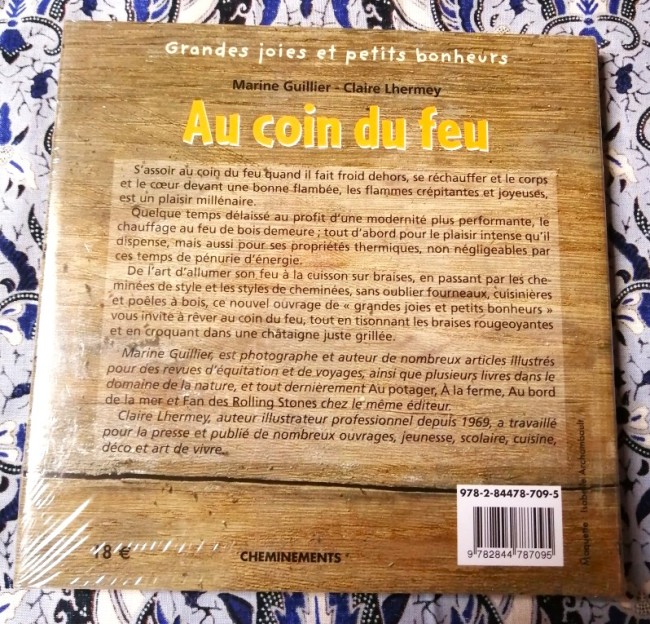 Grandes joies et petits bonheurs
Marine Guillier - Claire Lhermey
Au coin du feu
S'assoir au coin du feu quand il fait froid dehors, se réchauffer et le corps
et le cœur devant une bonne flambée, les flammes crépitantes et joyeuses,
est un plaisir millénaire.
Quelque temps délaissé au profit d'une modernité plus performante, le
chauffage au feu de bois demeure ; tout d'abord pour le plaisir intense qu'il
dispense, mais aussi pour ses propriétés thermiques, non négligeables par
ces temps de pénurie d'énergie.
De l'art d'allumer son feu à la cuisson sur braises, en passant par les che-
minées de style et les styles de cheminées, sans oublier fourneaux, cuisinières
et poêles à bois, ce nouvel ouvrage de « grandes joies et petits bonheurs »
vous invite à rêver au coin du feu, tout en tisonnant les braises rougeoyantes
et en croquant dans une châtaigne juste grillée.
Marine Guillier, est photographe et auteur de nombreux articles illustrés
pour des revues d'équitation et de voyages, ainsi que plusieurs livres dans le
domaine de la nature, et tout dernièrement Au potager, À la ferme, Au bord
de la mer et Fan des Rolling Stones chez le même éditeur.
Claire Lhermey, auteur illustrateur professionnel depuis 1969, a travaillé
pour la presse et publié de nombreux ouvrages, jeunesse, scolaire, cuisine,
déco et art de vivre.
978-2-84478-709-5
9 782844 787095
18 €
CHEMINEMENTS
Maquette Isabelle Archambault